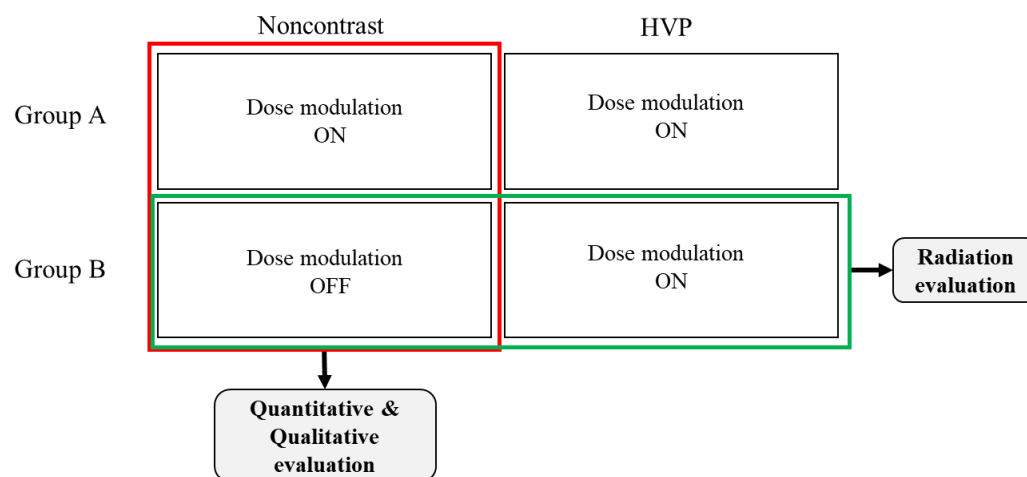 Noncontrast
HVP
Group A
Dose modulation
ON
Dose modulation
ON
Group B
Dose modulation
OFF
Dose modulation
ON
Radiation
evaluation
Quantitative &
Qualitative
evaluation